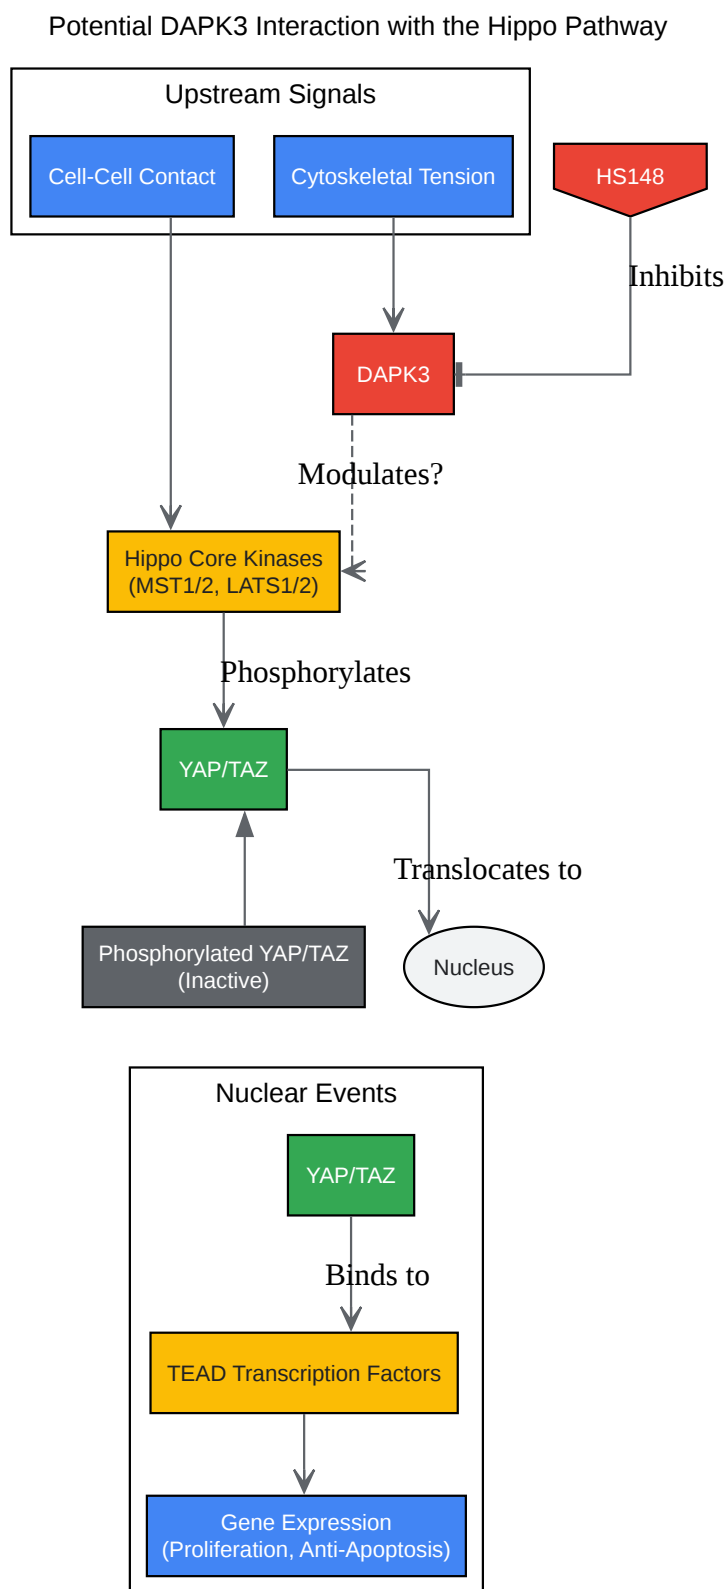 Potential DAPK3 Interaction with the Hippo Pathway
Upstream Signals
Cell-Cell Contact
Cytoskeletal Tension
HS148
Inhibits
DAPK3
Modulates?
Hippo Core Kinases
(MST1/2, LATS1/2)
Phosphorylates
YAP/TAZ
Translocates to
Phosphorylated YAP/TAZ
(Inactive)
Nucleus
Nuclear Events
YAP/TAZ
Binds to
TEAD Transcription Factors
Gene Expression
(Proliferation, Anti-Apoptosis)